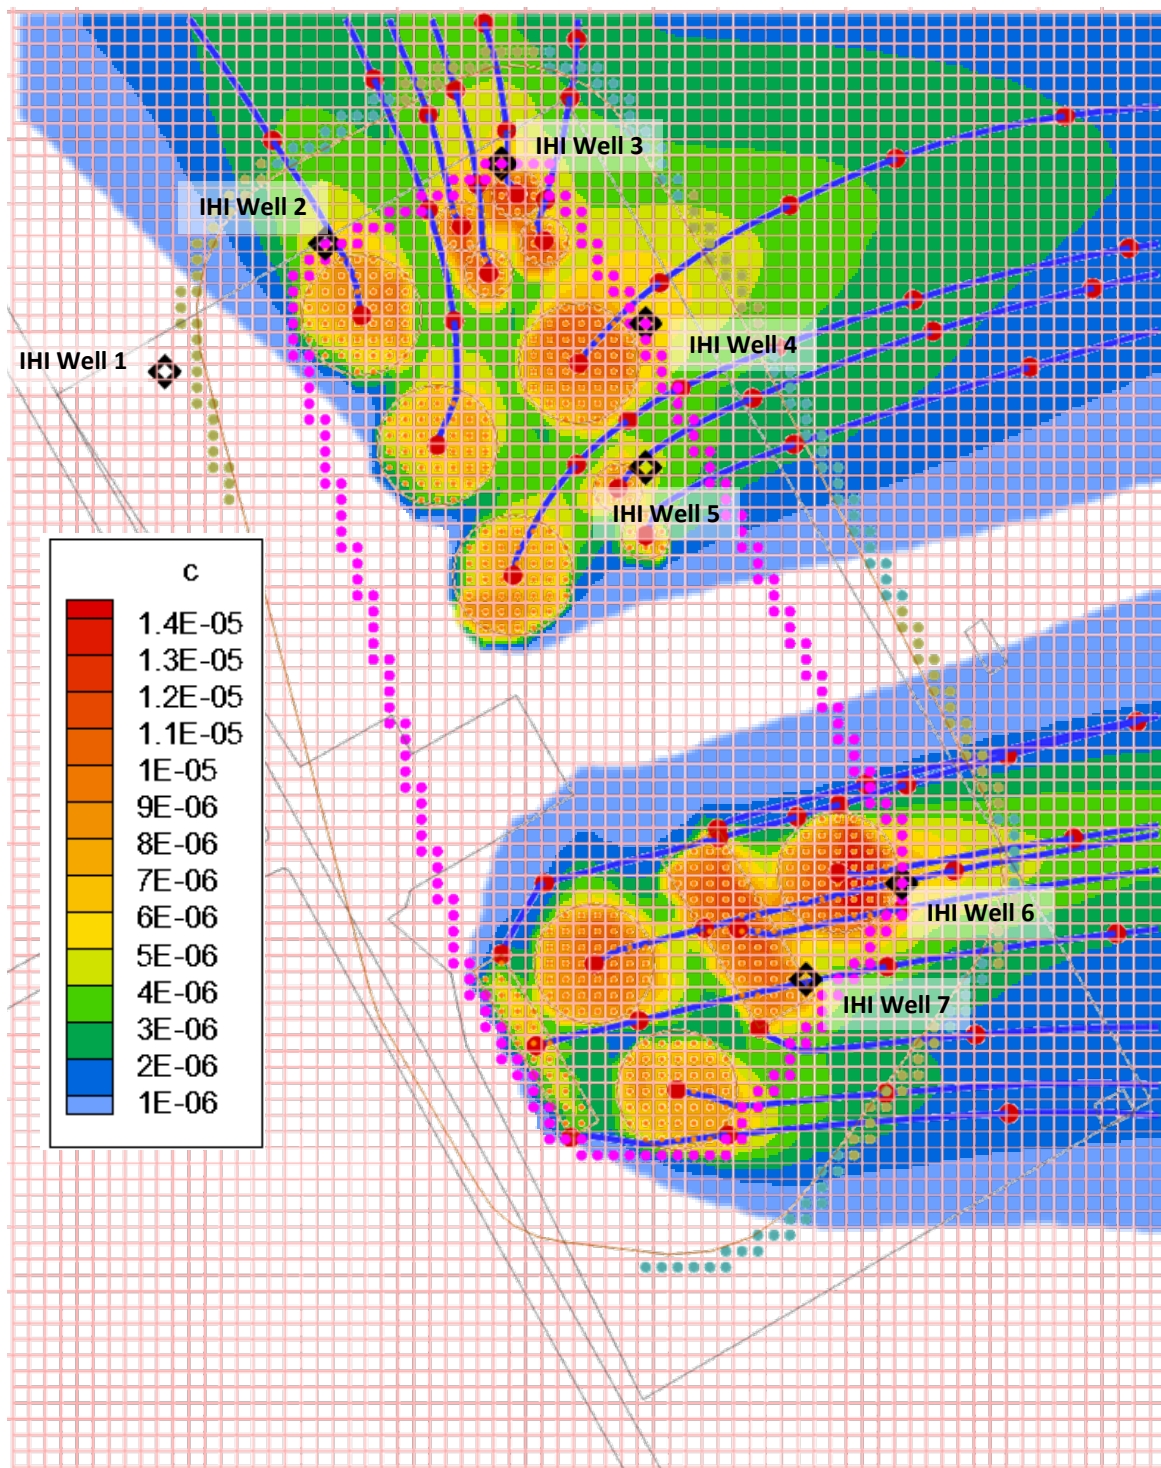 IHI Well 3
IHI Well 2
IHI Well 4
IHI Well 1
IHI Well 5
C
1.4E-05
1.3E-05
1.2E-05
1.1E-05
1E-05
9E-06
8E-06
7E-06
6E-06
5E-06
4E-06
3E-06
2E-06
1E-06
IHI Well 6
IHI Well 7